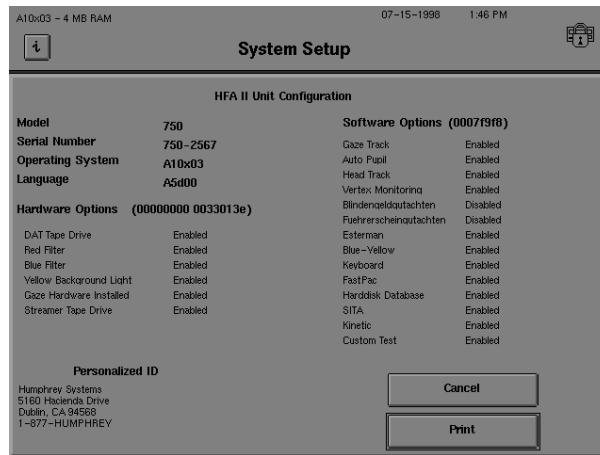 A10x03 – 4 MB RAM
07–15–1998 1:46 PM
i
System Setup
HFA II Unit Configuration
Model 750
Serial Number 750–2567
Operating System A10x03
Language A5d00
Hardware Options (00000000 0033013e)
DAT Tape Drive Enabled
Red Filter Enabled
Blue Filter Enabled
Yellow Background Light Enabled
Gaze Hardware Installed Enabled
Streamer Tape Drive Enabled
Software Options (0007f9f8)
Gaze Track Enabled
Auto Pupil Enabled
Head Track Enabled
Vertex Monitoring Enabled
Blindengeldgutachten Disabled
Fuehrerscheingutachten Disabled
Esterman Enabled
Blue–Yellow Enabled
Keyboard Enabled
FastPac Enabled
Harddisk Database Enabled
SITA Enabled
Kinetic Enabled
Custom Test Enabled
Personalized ID
Humphrey Systems
5160 Hacienda Drive
Dublin, CA 94568
1–877–HUMPHREY
Cancel
Print